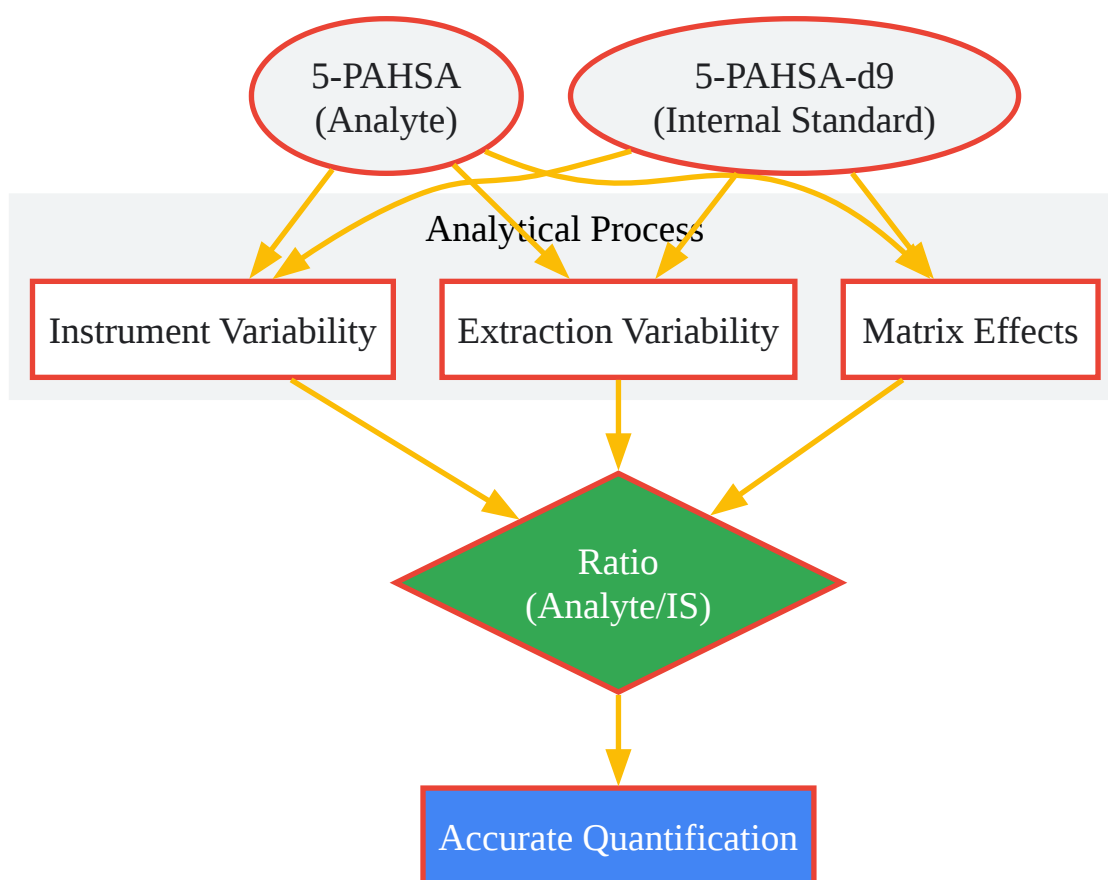 5-PAHSA
(Analyte)
5-PAHSA-d9
(Internal Standard)
Analytical Process
Instrument Variability
Extraction Variability
Matrix Effects
Ratio
(Analyte/IS)
Accurate Quantification